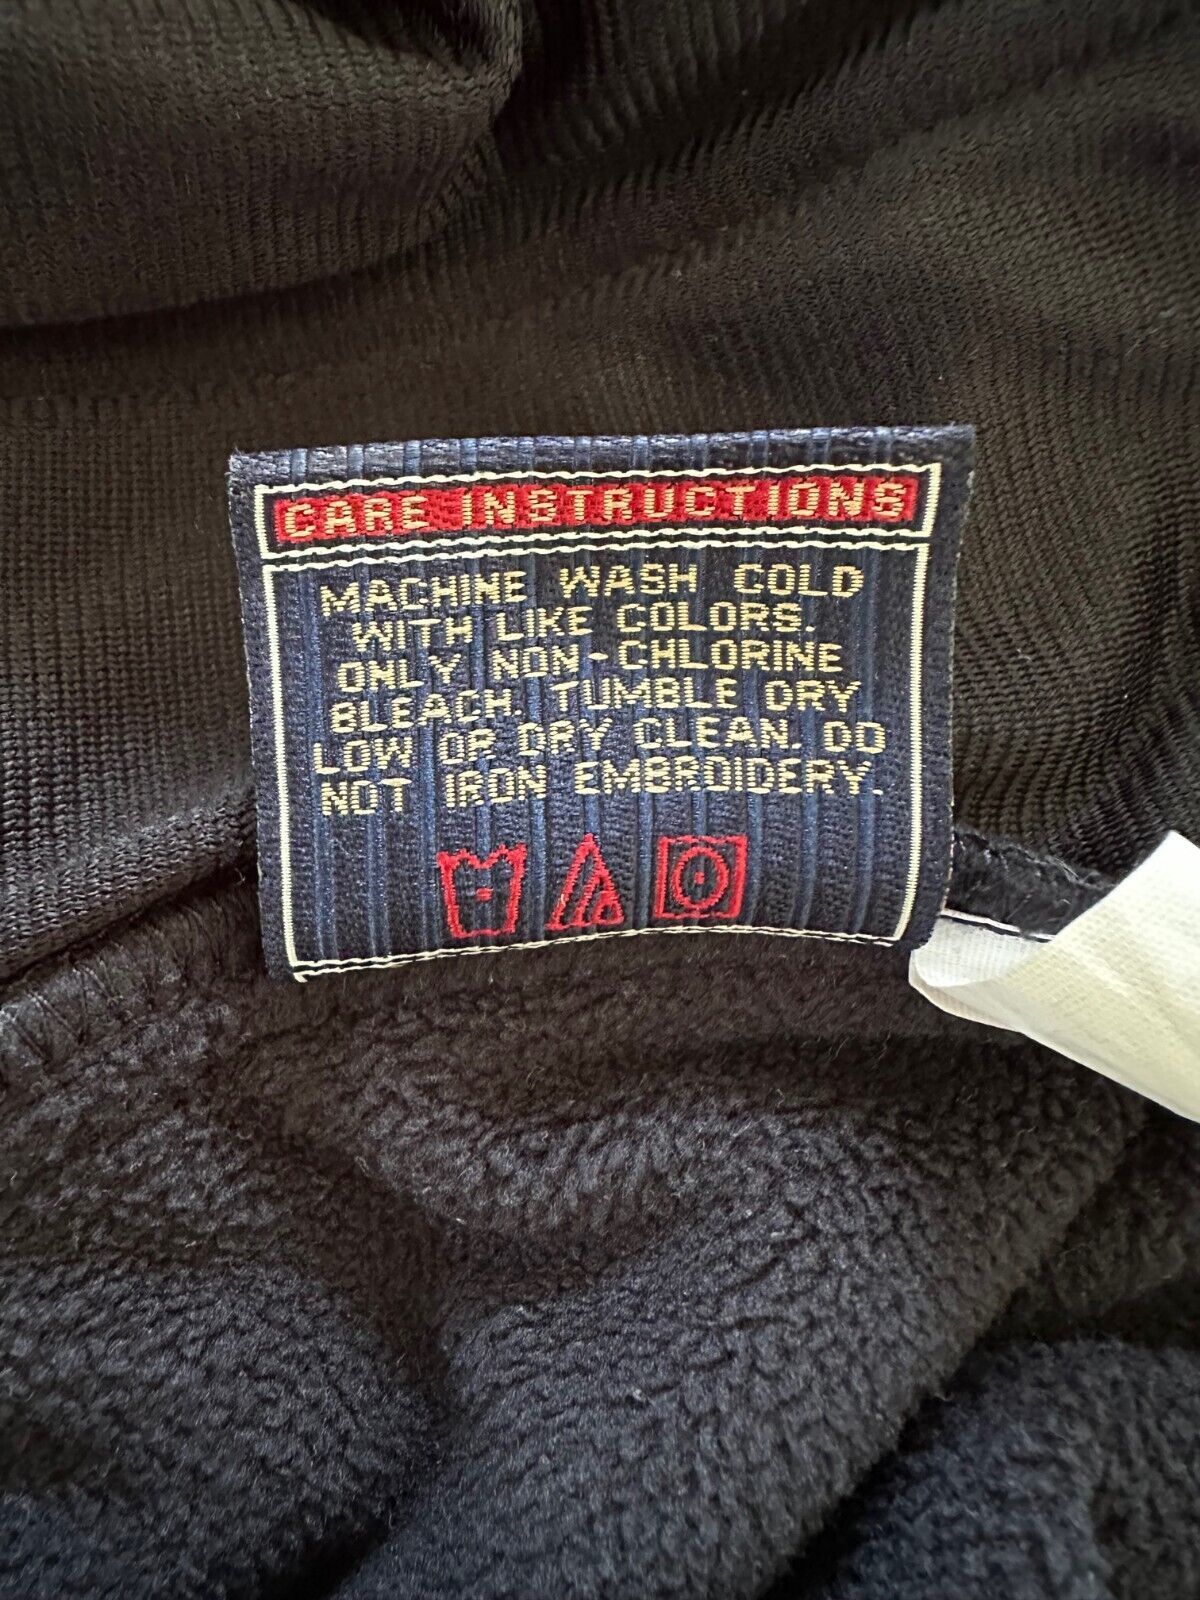 CARE INSTRUCTIONS
MACHINE WASH COLD
WITH LIKE COLORS.
ONLY NON-CHLORINE
BLEACH. TUMBLE DRY
LOW OR DRY CLEAN. DO
NOT IRON EMBROIDERY.